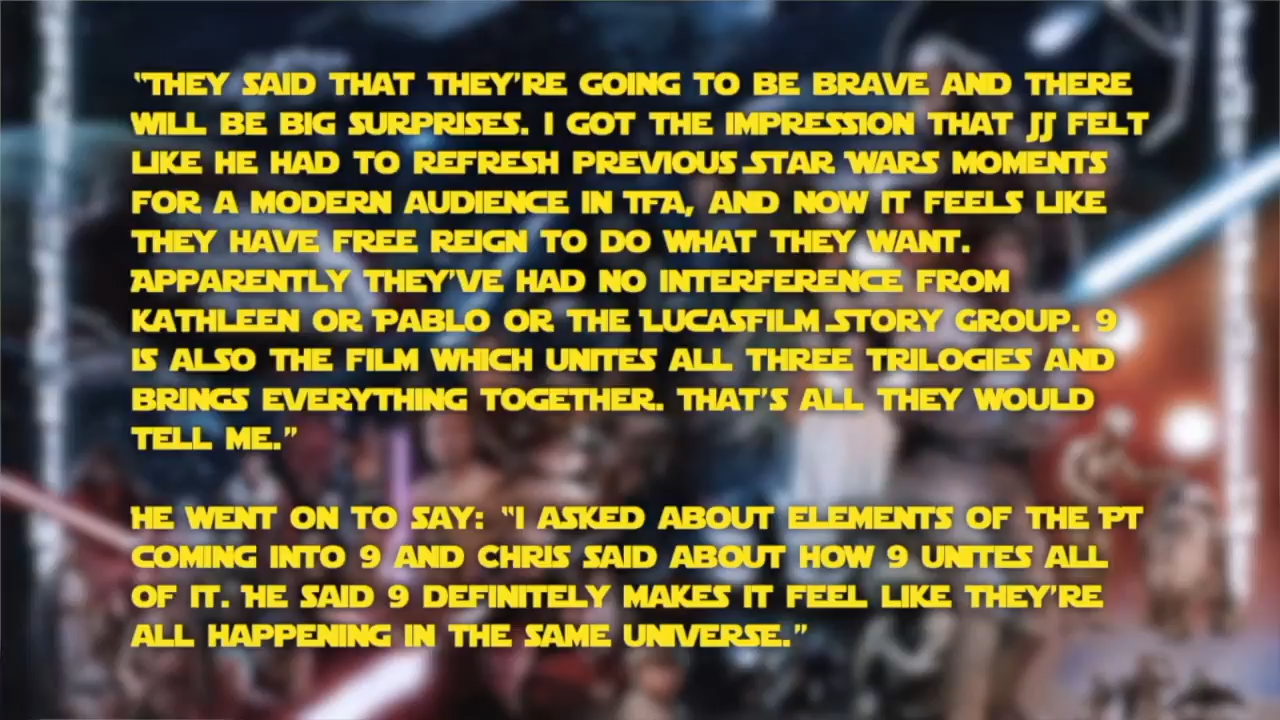 “THEY SAID THAT THEY’RE GOING TO BE BRAVE AND THERE
WILL BE BIG SURPRISES. I GOT THE IMPRESSION THAT JJ FELT
LIKE HE HAD TO REFRESH PREVIOUS STAR WARS MOMENTS
FOR A MODERN AUDIENCE IN TFA, AND NOW IT FEELS LIKE
THEY HAVE FREE REIGN TO DO WHAT THEY WANT.
APPARENTLY THEY’VE HAD NO INTERFERENCE FROM
KATHLEEN OR PABLO OR THE LUCASFILM STORY GROUP. 9
IS ALSO THE FILM WHICH UNITES ALL THREE TRILOGIES AND
BRINGS EVERYTHING TOGETHER. THAT’S ALL THEY WOULD
TELL ME.”
HE WENT ON TO SAY: “I ASKED ABOUT ELEMENTS OF THE PT
COMING INTO 9 AND CHRIS SAID ABOUT HOW 9 UNITES ALL
OF IT. HE SAID 9 DEFINITELY MAKES IT FEEL LIKE THEY’RE
ALL HAPPENING IN THE SAME UNIVERSE.”